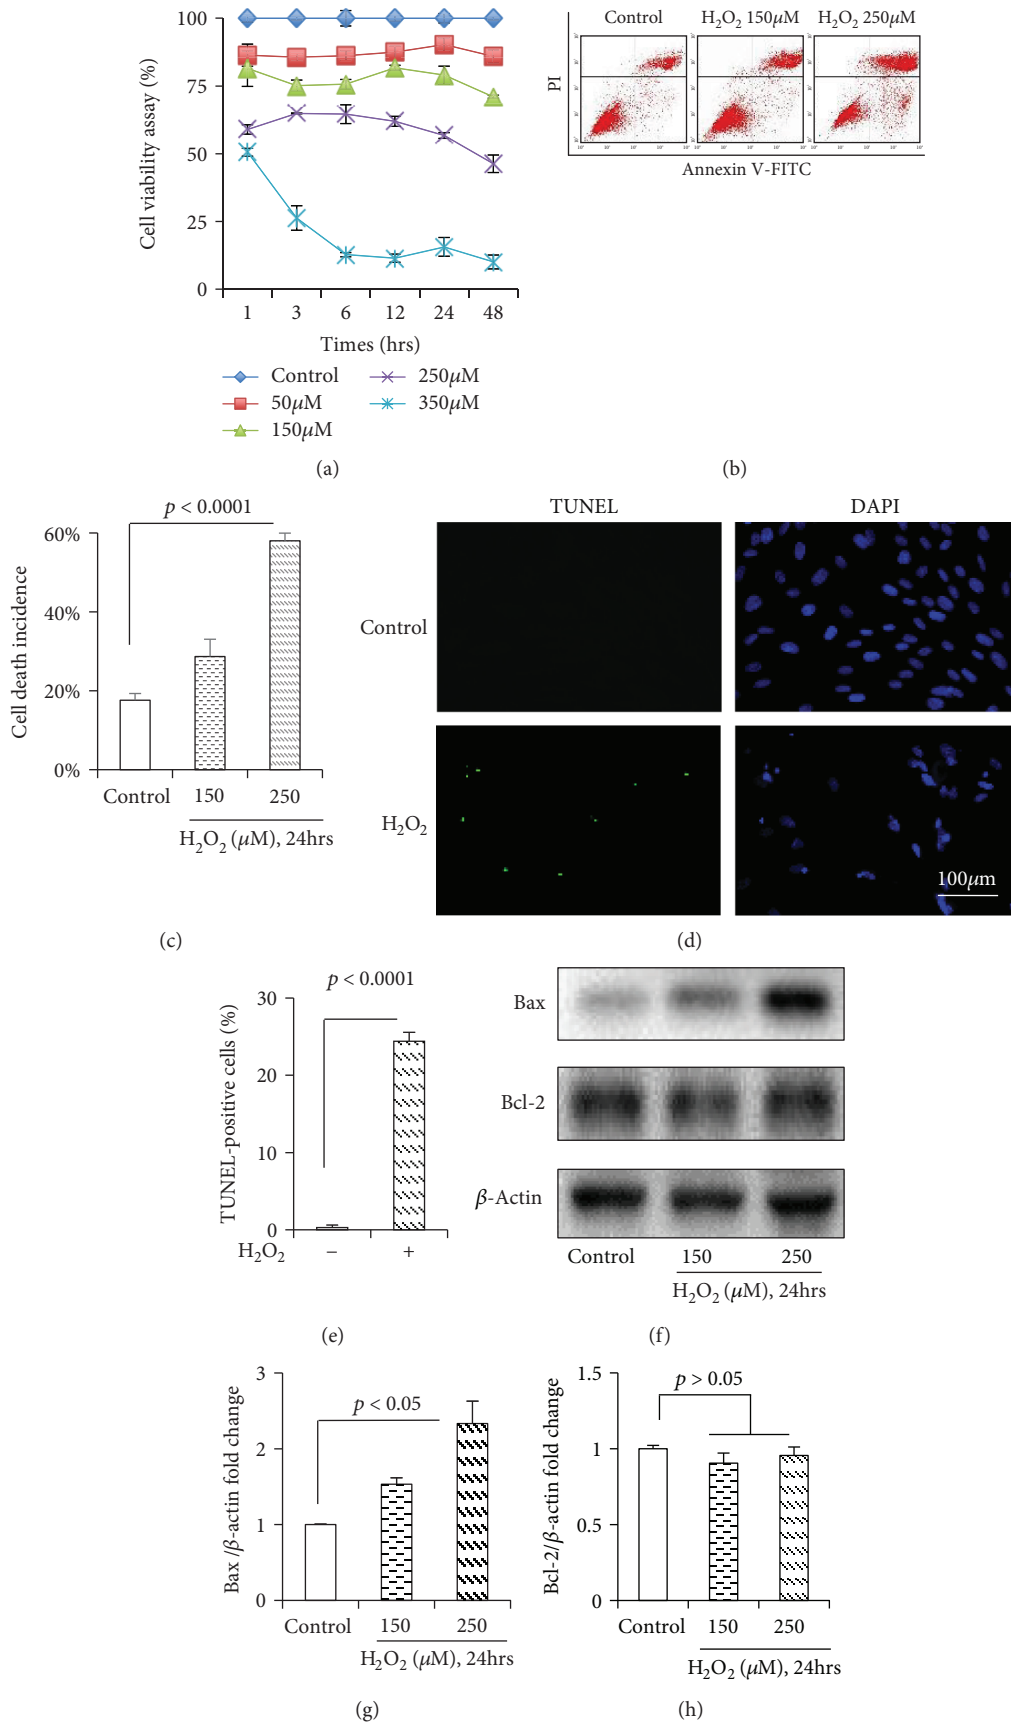 100
75
50
25
0
Cell viability assay (%)
1 3 6 12 24 48
Times (hrs)
Control
50μM
150μM
250μM
350μM
(a)
Control H₂O₂ 150μM H₂O₂ 250μM
PI
Annexin V-FITC
(b)
p < 0.0001
60%
40%
20%
0%
Cell death incidence
Control 150 250
H₂O₂ (μM), 24hrs
(c)
TUNEL DAPI
Control
H₂O₂
100μm
(d)
p < 0.0001
30
20
10
0
TUNEL-positive cells (%)
H₂O₂ − +
(e)
Bax
Bcl-2
β-Actin
Control 150 250
H₂O₂ (μM), 24hrs
(f)
3
2
1
0
p < 0.05
Bax /β-actin fold change
Control 150 250
H₂O₂ (μM), 24hrs
(g)
1.5
1
0.5
0
p > 0.05
Bcl-2/β-actin fold change
Control 150 250
H₂O₂ (μM), 24hrs
(h)